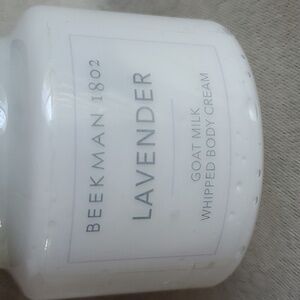 BEEKMAN 1802
LAVENDER
GOAT MILK
WHIPPED BODY CREAM